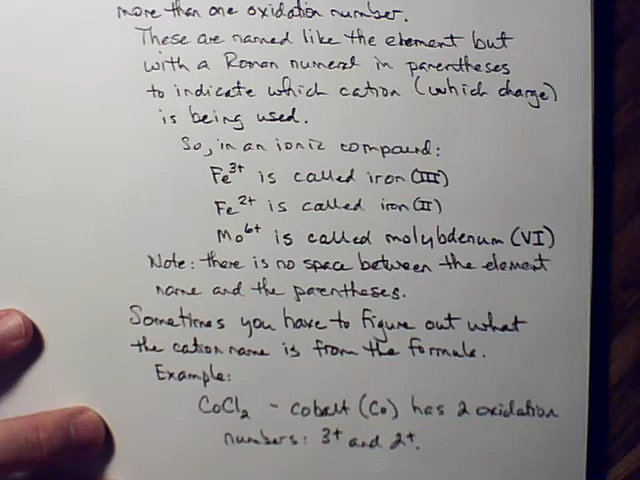 more than one oxidation number.
These are named like the element but
with a Roman numeral in parentheses
to indicate which cation (which charge)
is being used.
So, in an ionic compound:
Fe³⁺ is called iron(III)
Fe²⁺ is called iron(II)
Mo⁶⁺ is called molybdenum(VI)
Note: there is no space between the element
name and the parentheses.
Sometimes you have to figure out what
the cation name is from the formula.
Example:
CoCl₂ - cobalt (Co) has 2 oxidation
numbers: 3⁺ and 2⁺.